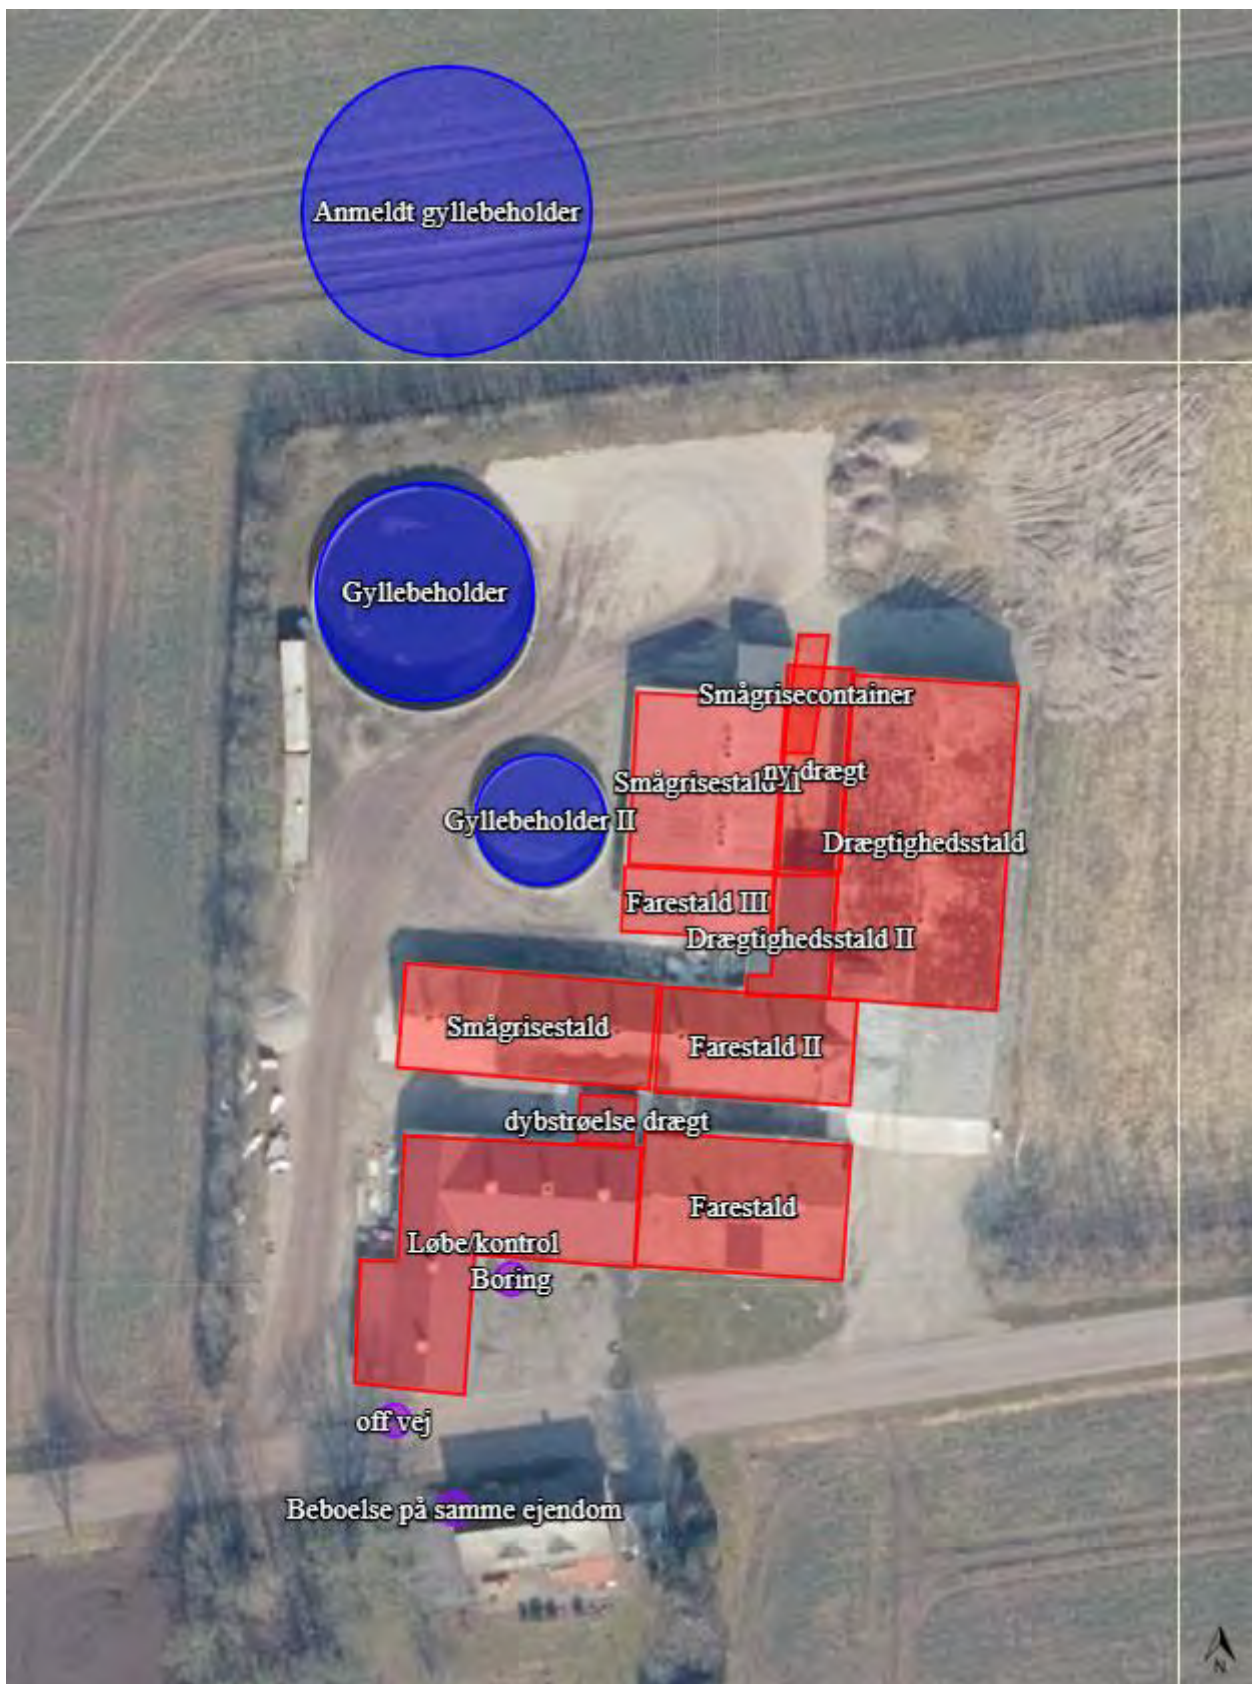 Anmeldt gyllebeholder
Gyllebeholder
Smågrisecontainer
Smågrisestald II
ny drægt
Gyllebeholder II
Drægtighedsstald
Farestald III
Drægtighedsstald II
Smågrisestald
Farestald II
dybstrøelse drægt
Farestald
Løbe/kontrol
Boring
off vej
Beboelse på samme ejendom
N